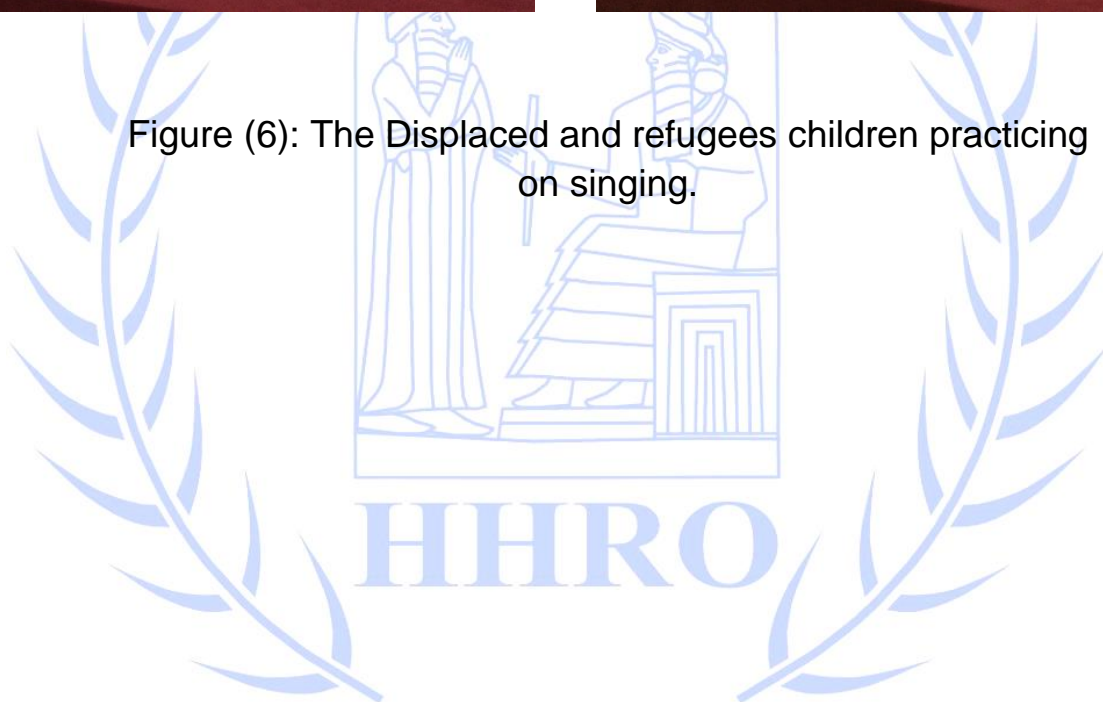 Figure (6): The Displaced and refugees children practicing
on singing.
HHRO